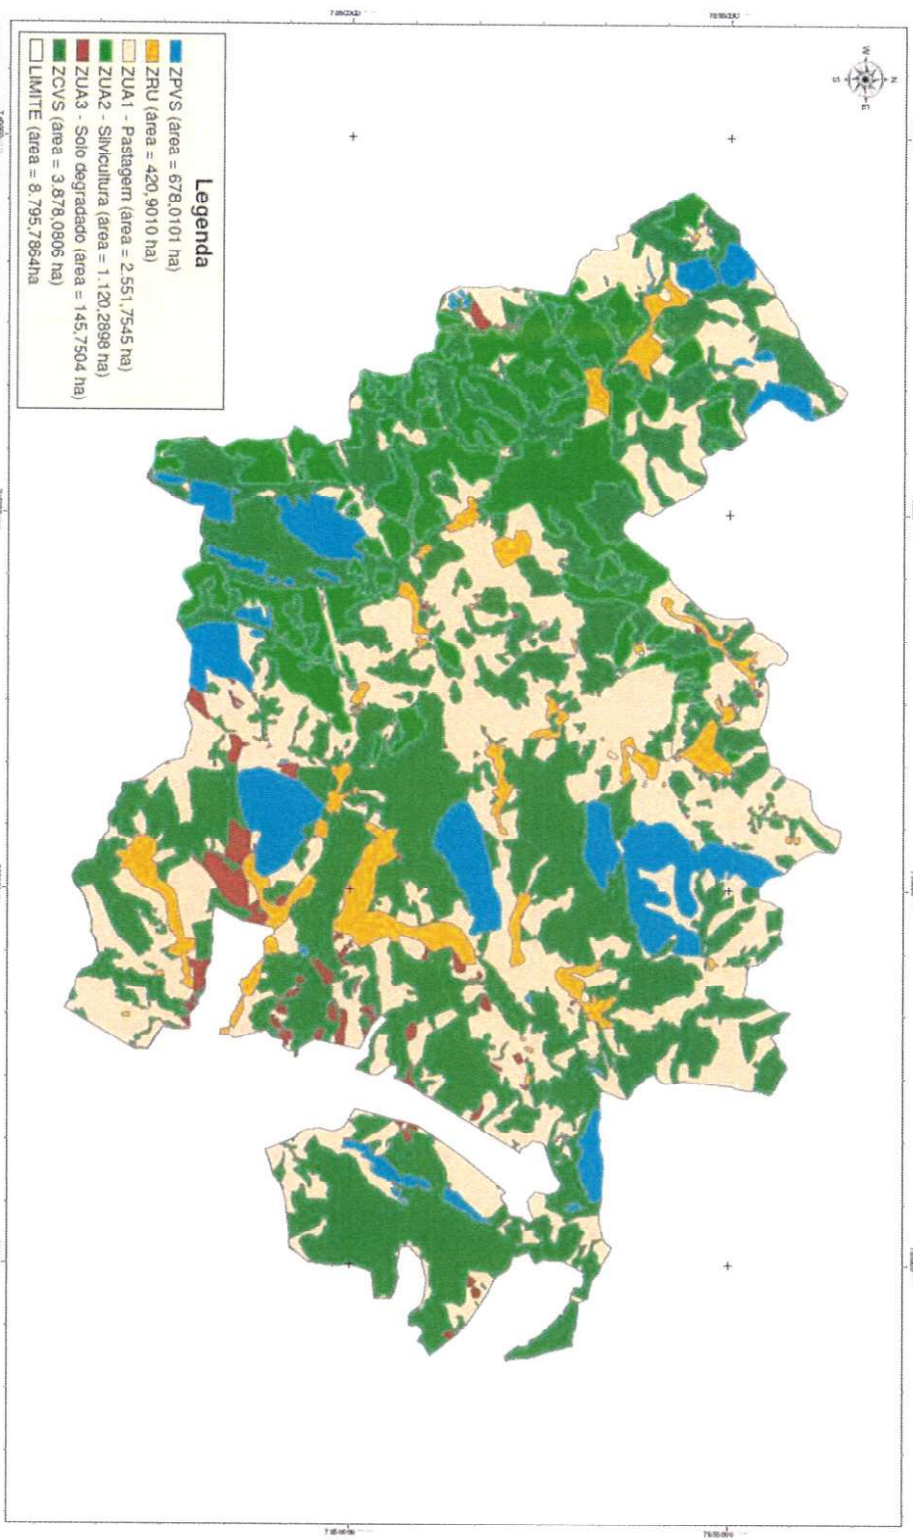 Legenda
ZPVS (área = 678,0101 ha)
ZRU (área = 420,9010 ha)
ZUA1 - Pastagem (área = 2.551,7545 ha)
ZUA2 - Silvicultura (área = 1.120,2898 ha)
ZUA3 - Solo degradado (área = 145,7504 ha)
ZCVS (área = 3.878,0806 ha)
LIMITE (área = 8.795,7864ha
N
W
E
S